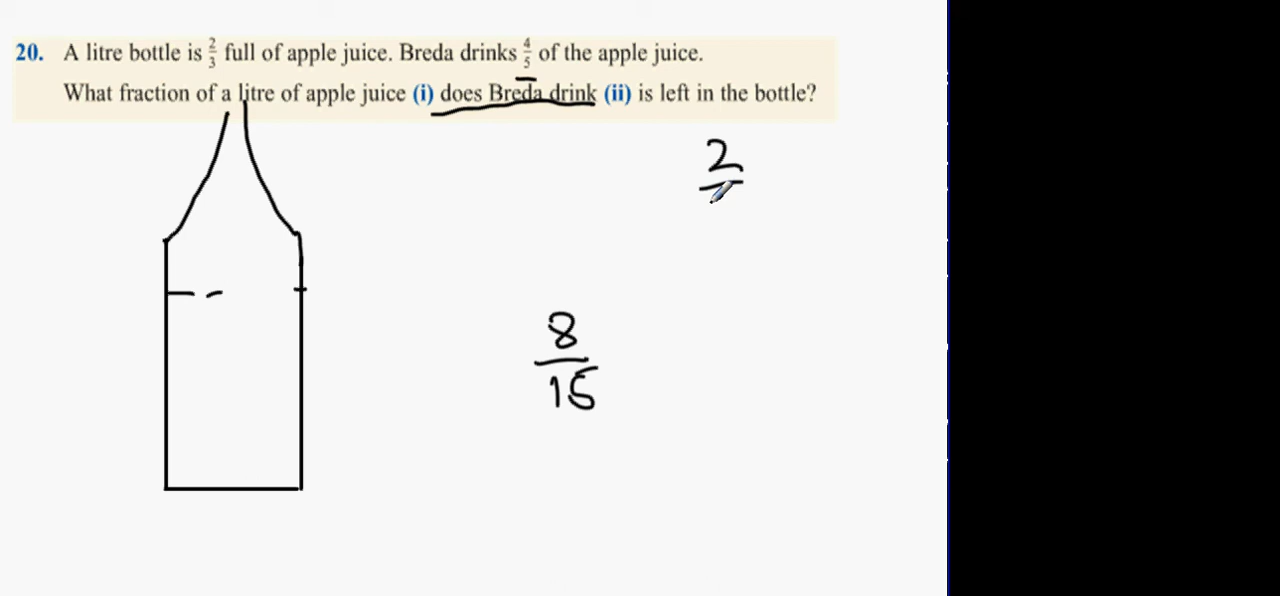 20. A litre bottle is 2/3 full of apple juice. Breda drinks 4/5 of the apple juice.
What fraction of a litre of apple juice (i) does Breda drink (ii) is left in the bottle?
2
8
15